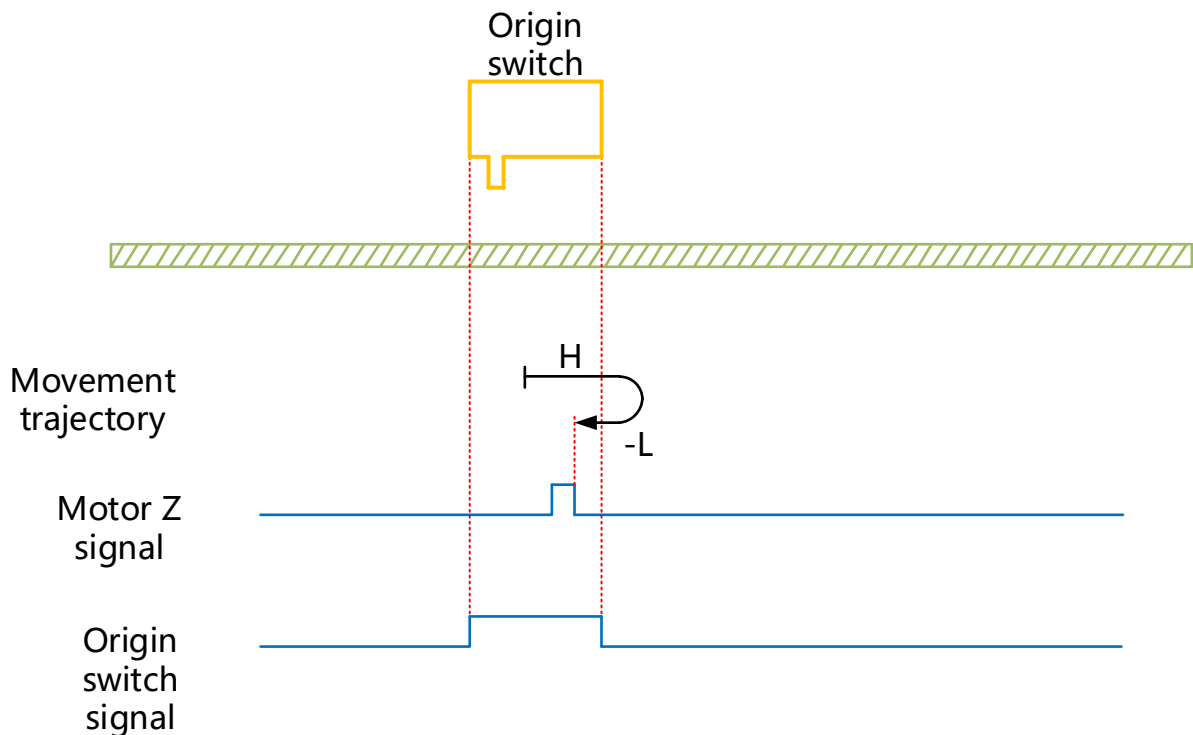 Origin
switch
H
Movement
trajectory
-L
Motor Z
signal
Origin
switch
signal